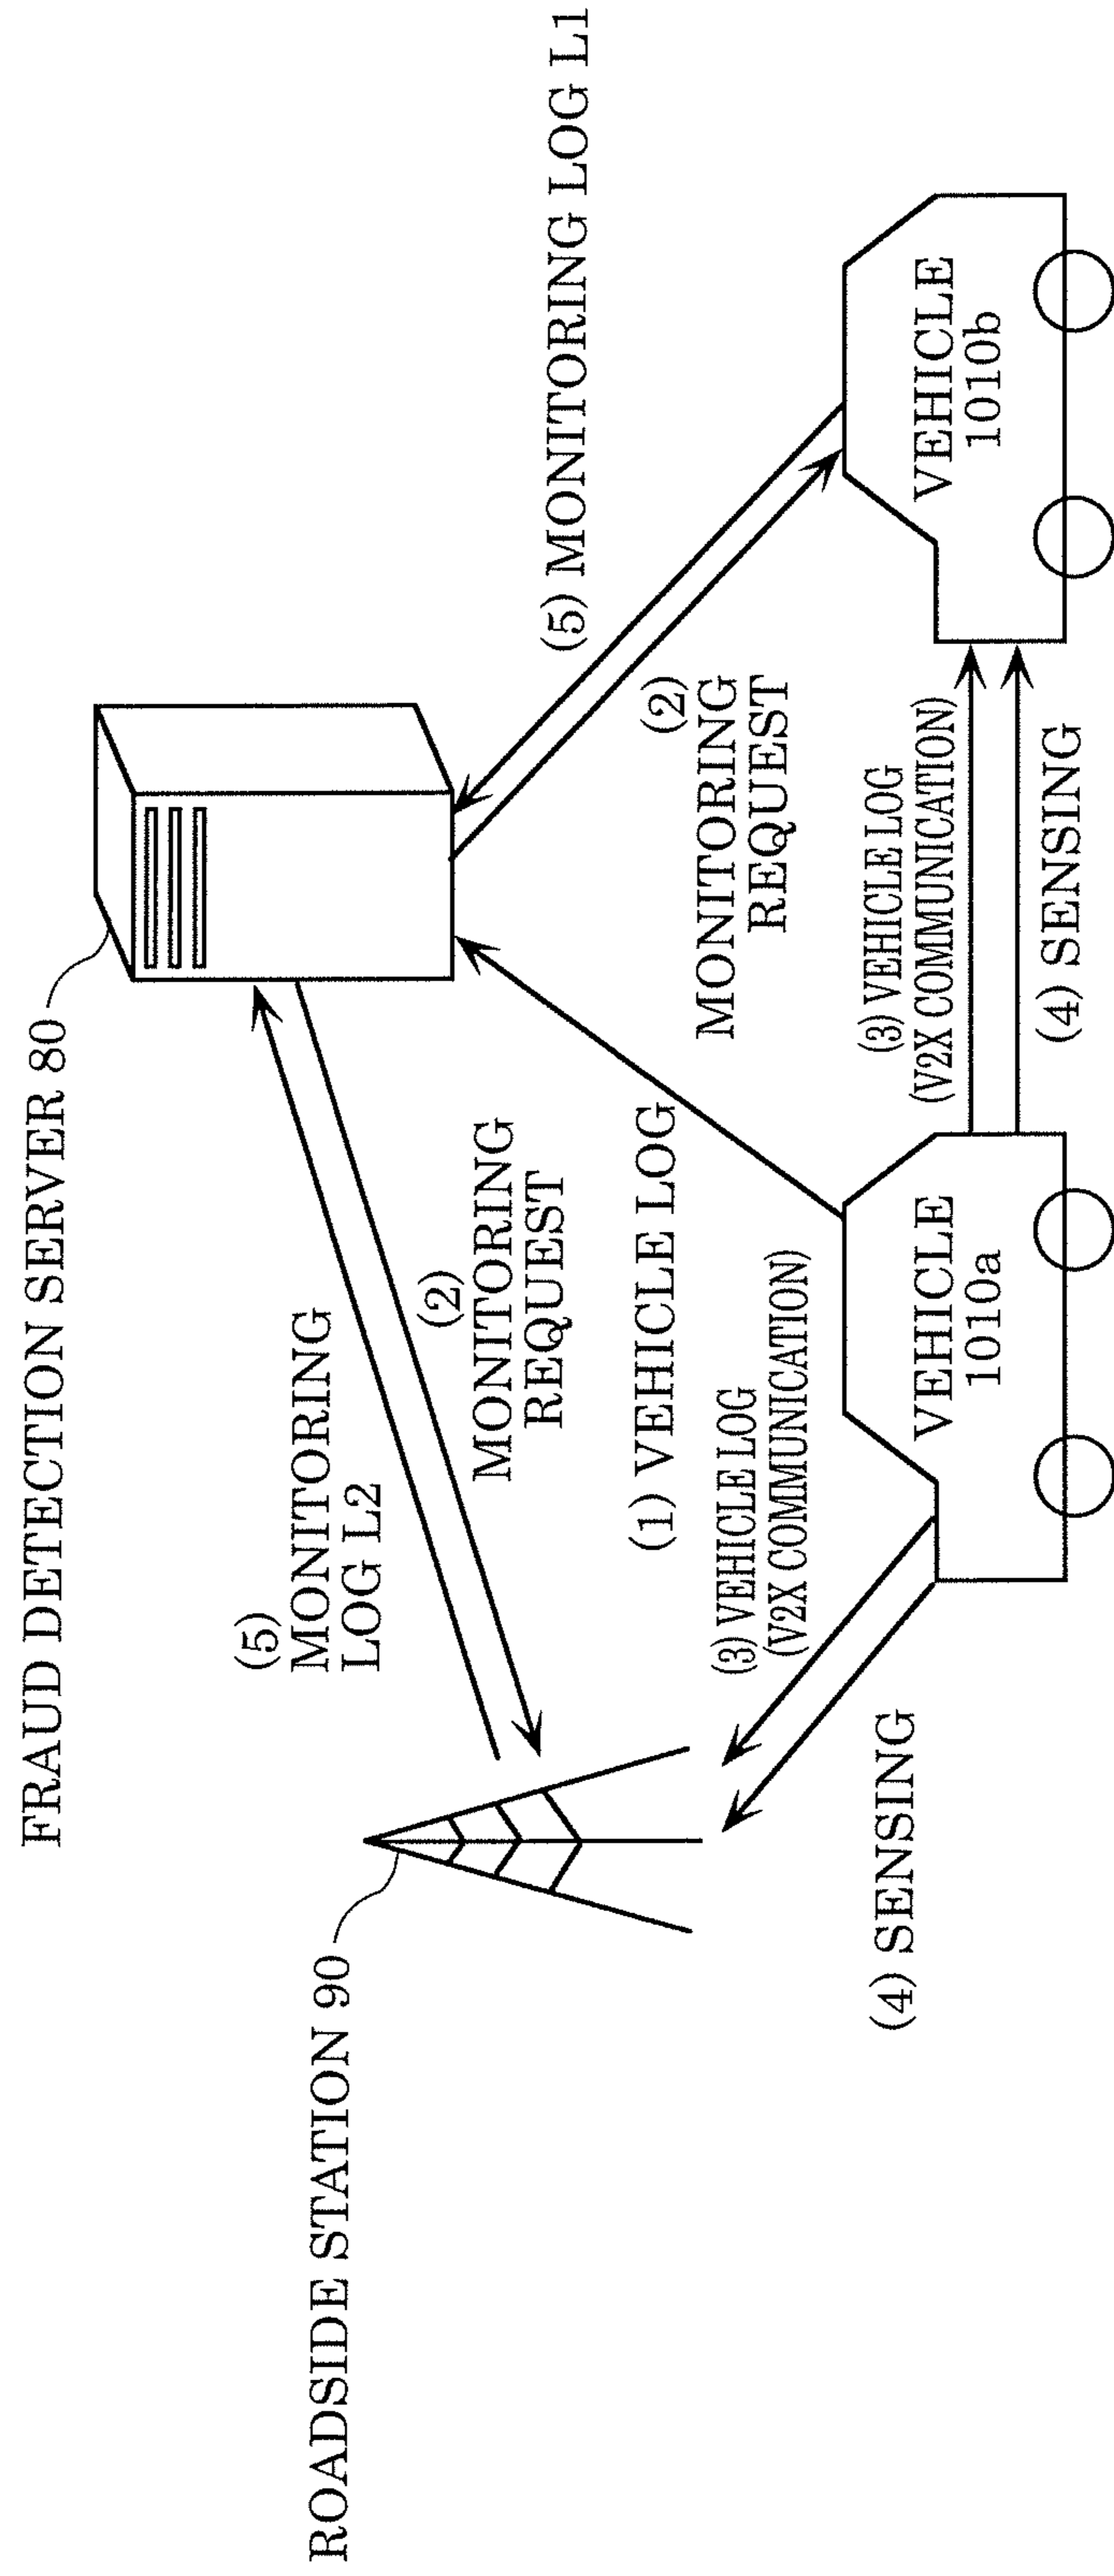 FRAUD DETECTION SERVER 80
ROADSIDE STATION 90
(5)
MONITORING
LOG L2
(2)
MONITORING
REQUEST
(5) MONITORING LOG L1
(2)
MONITORING
REQUEST
(1) VEHICLE LOG
(3) VEHICLE LOG
(V2X COMMUNICATION)
(4) SENSING
(3) VEHICLE LOG
(V2X COMMUNICATION)
(4) SENSING
VEHICLE
1010a
VEHICLE
1010b